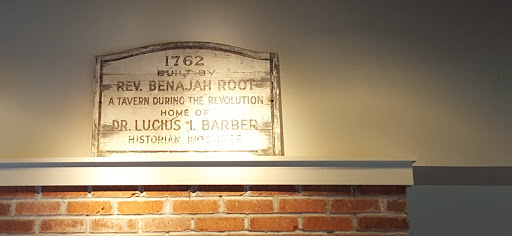 1762
BUILT BY
REV. BENAJAH ROOT
A TAVERN DURING THE REVOLUTION
HOME OF
DR. LUCIUS I. BARBER
HISTORIAN